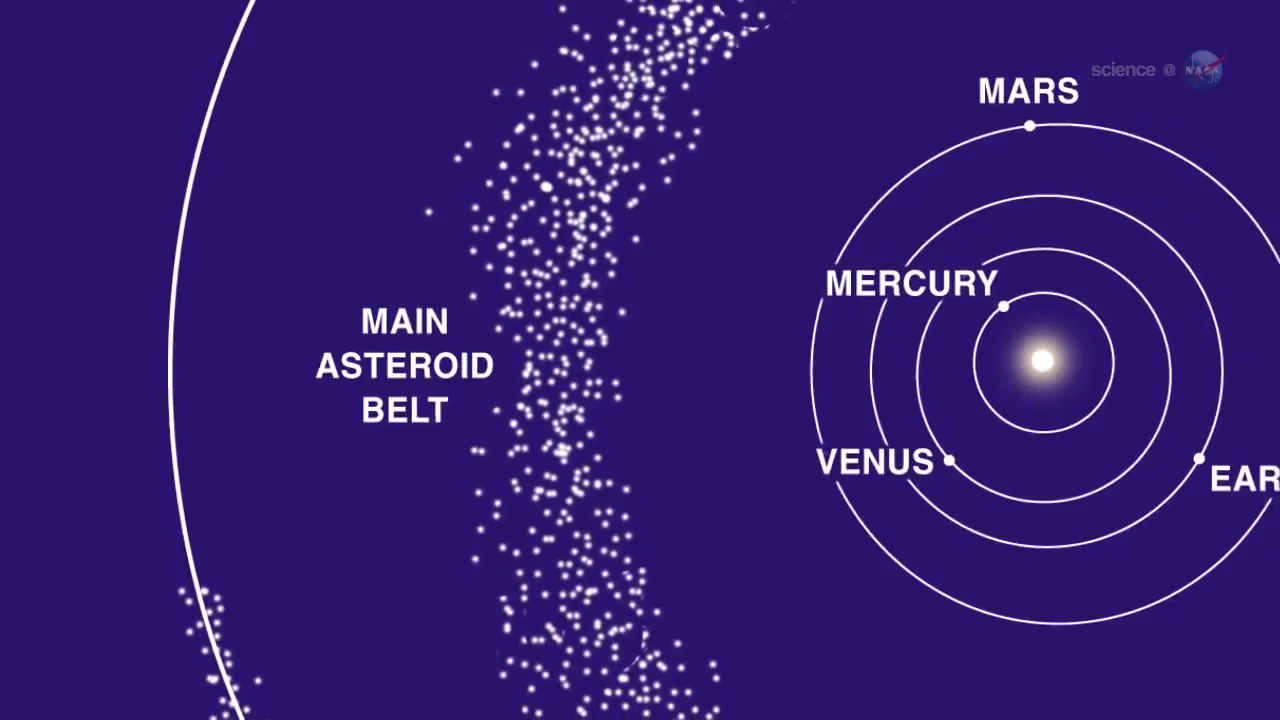 science @ NASA
MARS
MERCURY
MAIN
ASTEROID
BELT
VENUS
EAR